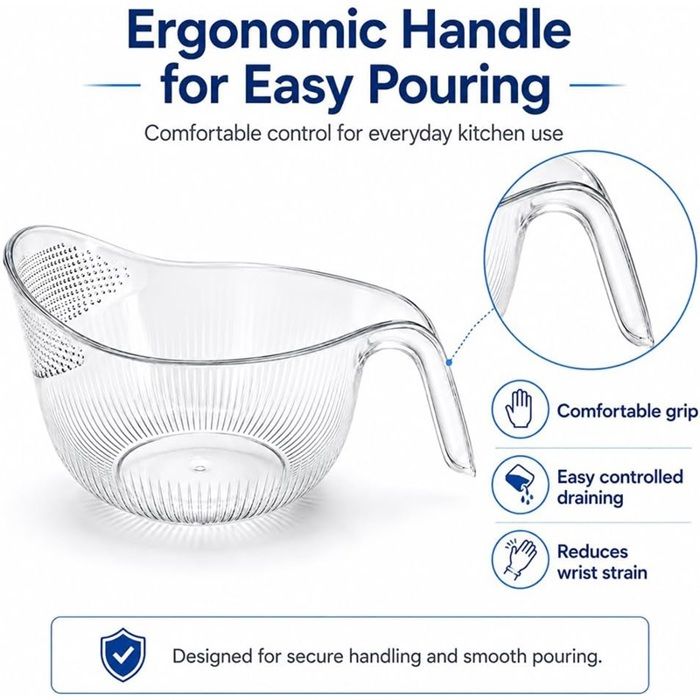 Ergonomic Handle
for Easy Pouring
Comfortable control for everyday kitchen use
Comfortable grip
Easy controlled
draining
Reduces
wrist strain
Designed for secure handling and smooth pouring.